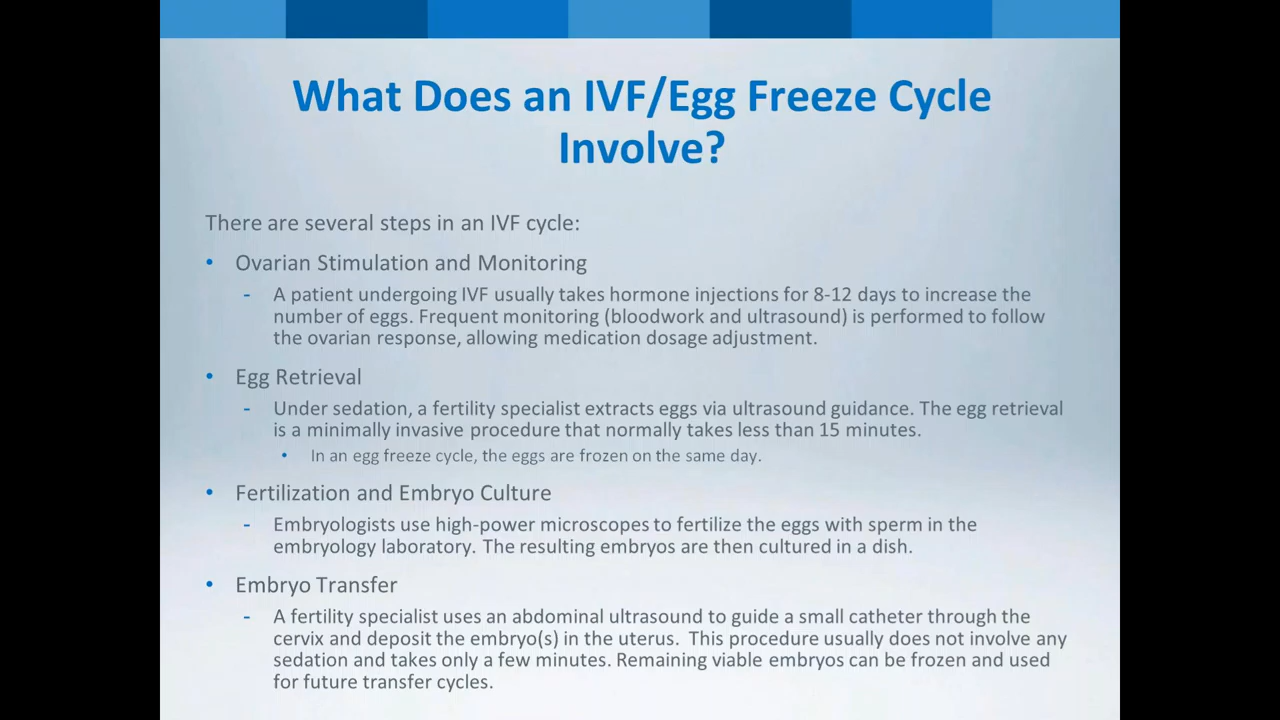 What Does an IVF/Egg Freeze Cycle
Involve?
There are several steps in an IVF cycle:
• Ovarian Stimulation and Monitoring
- A patient undergoing IVF usually takes hormone injections for 8-12 days to increase the
number of eggs. Frequent monitoring (bloodwork and ultrasound) is performed to follow
the ovarian response, allowing medication dosage adjustment.
• Egg Retrieval
- Under sedation, a fertility specialist extracts eggs via ultrasound guidance. The egg retrieval
is a minimally invasive procedure that normally takes less than 15 minutes.
• In an egg freeze cycle, the eggs are frozen on the same day.
• Fertilization and Embryo Culture
- Embryologists use high-power microscopes to fertilize the eggs with sperm in the
embryology laboratory. The resulting embryos are then cultured in a dish.
• Embryo Transfer
- A fertility specialist uses an abdominal ultrasound to guide a small catheter through the
cervix and deposit the embryo(s) in the uterus. This procedure usually does not involve any
sedation and takes only a few minutes. Remaining viable embryos can be frozen and used
for future transfer cycles.